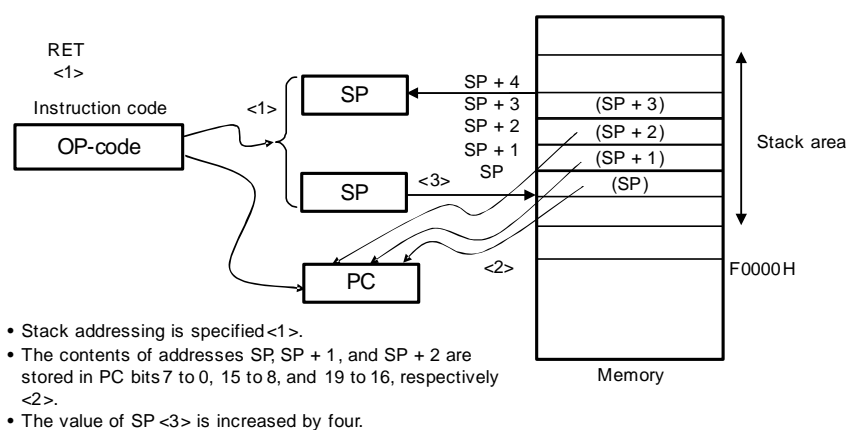 RET
<1>
Instruction code
OP-code
<1>
SP
SP
<3>
PC
<2>
SP + 4
SP + 3
SP + 2
SP + 1
SP
(SP + 3)
(SP + 2)
(SP + 1)
(SP)
Stack area
F0000H
Memory
• Stack addressing is specified <1>.
• The contents of addresses SP, SP + 1, and SP + 2 are
stored in PC bits 7 to 0, 15 to 8, and 19 to 16, respectively
<2>.
• The value of SP <3> is increased by four.